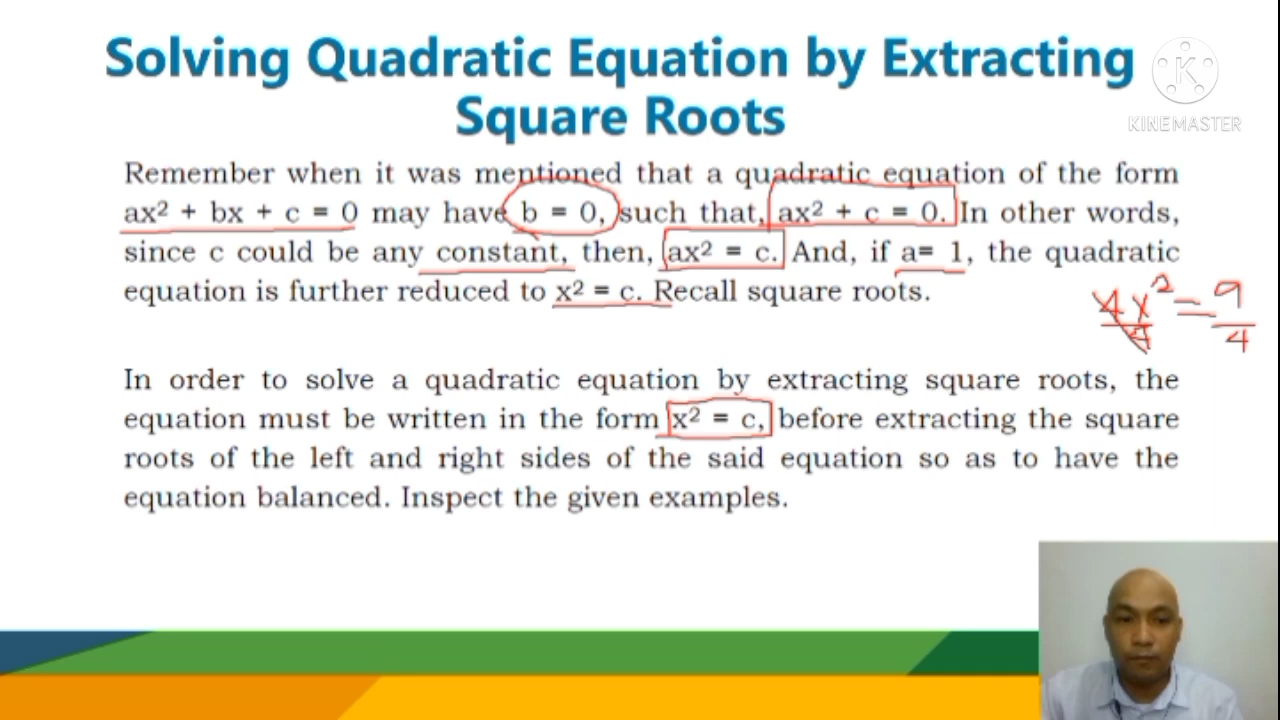 Solving Quadratic Equation by Extracting
Square Roots
K
KINEMASTER
Remember when it was mentioned that a quadratic equation of the form
ax² + bx + c = 0 may have b = 0, such that, ax² + c = 0. In other words,
since c could be any constant, then, ax² = c. And, if a= 1, the quadratic
equation is further reduced to x² = c. Recall square roots.
4x² = 9
4 4
In order to solve a quadratic equation by extracting square roots, the
equation must be written in the form x² = c, before extracting the square
roots of the left and right sides of the said equation so as to have the
equation balanced. Inspect the given examples.